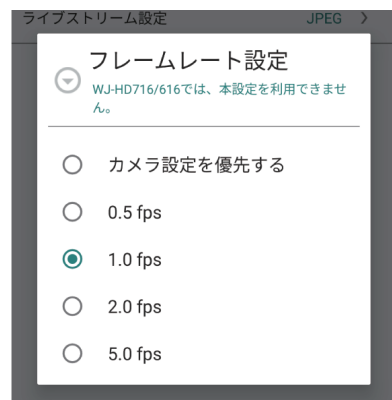 ライブストリーム設定 JPEG
フレームレート設定
WJ-HD716/616では、本設定を利用できませ
ん。
カメラ設定を優先する
0.5 fps
1.0 fps
2.0 fps
5.0 fps